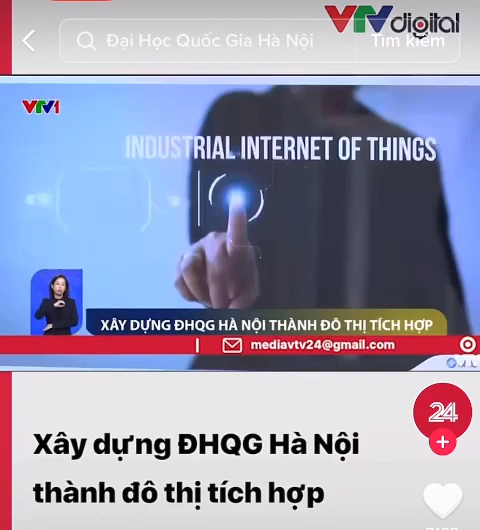 VTVdigital
Đại Học Quốc Gia Hà Nội
Tìm kiếm
VTV1
INDUSTRIAL INTERNET OF THINGS
XÂY DỰNG ĐHQG HÀ NỘI THÀNH ĐÔ THỊ TÍCH HỢP
mediavtv24@gmail.com
24
Xây dựng ĐHQG Hà Nội
thành đô thị tích hợp